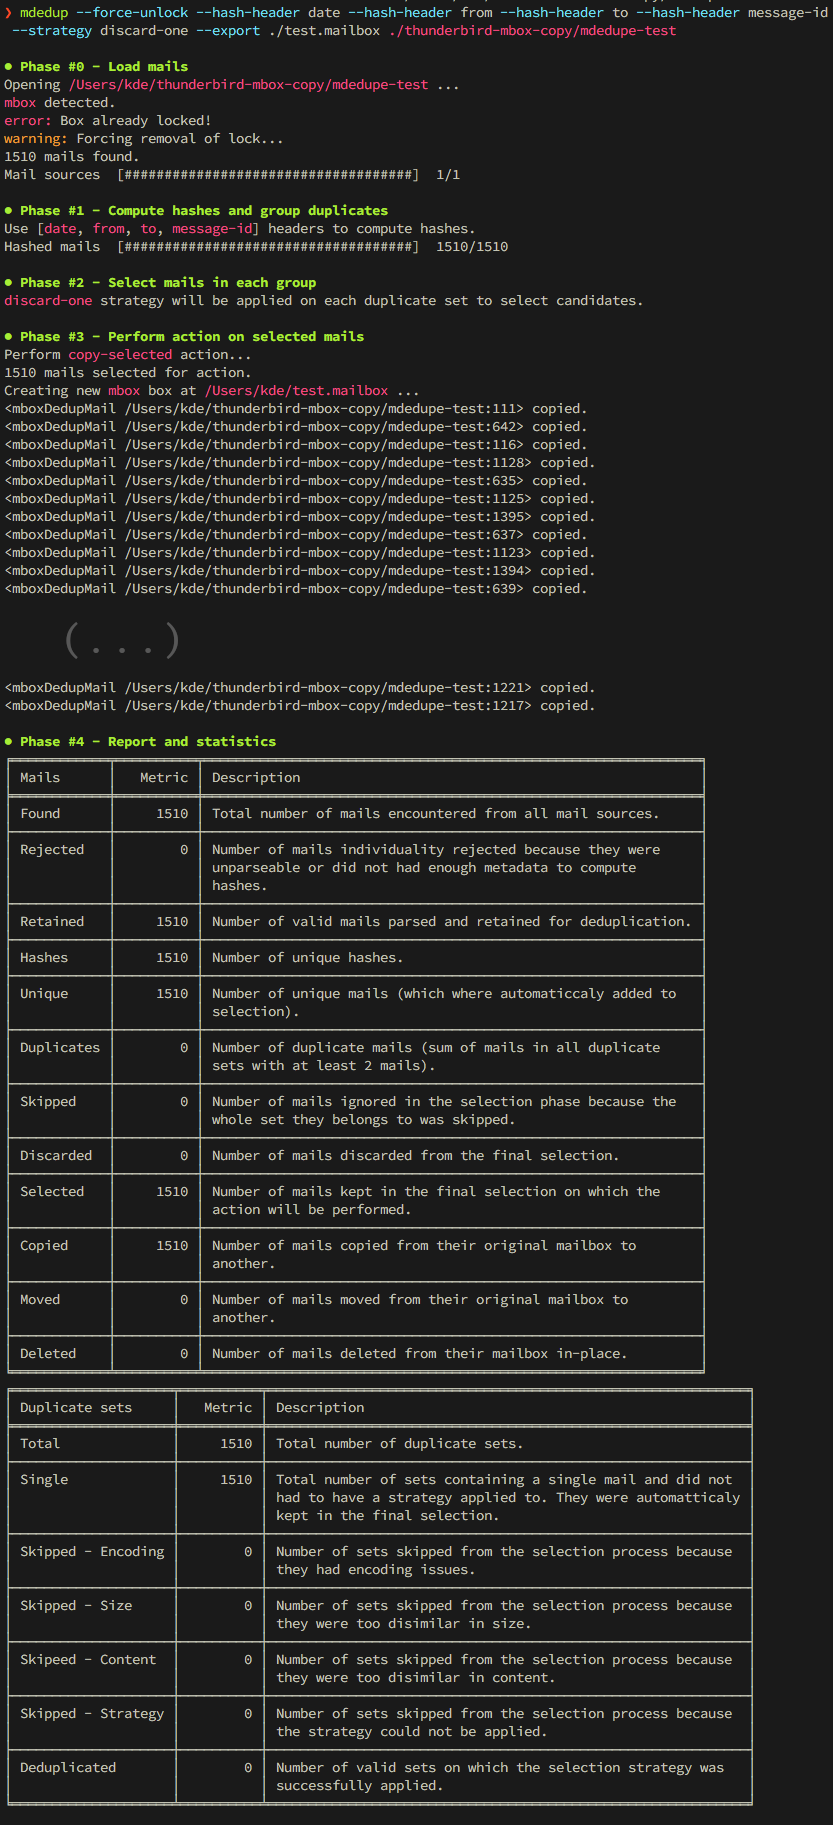 ❯ mdedup --force-unlock --hash-header date --hash-header from --hash-header to --hash-header message-id
--strategy discard-one --export ./test.mailbox ./thunderbird-mbox-copy/mdedupe-test
● Phase #0 - Load mails
Opening /Users/kde/thunderbird-mbox-copy/mdedupe-test ...
mbox detected.
error: Box already locked!
warning: Forcing removal of lock...
1510 mails found.
Mail sources  [####################################]  1/1
● Phase #1 - Compute hashes and group duplicates
Use [date, from, to, message-id] headers to compute hashes.
Hashed mails  [####################################]  1510/1510
● Phase #2 - Select mails in each group
discard-one strategy will be applied on each duplicate set to select candidates.
● Phase #3 - Perform action on selected mails
Perform copy-selected action...
1510 mails selected for action.
Creating new mbox box at /Users/kde/test.mailbox ...
<mboxDedupMail /Users/kde/thunderbird-mbox-copy/mdedupe-test:111> copied.
<mboxDedupMail /Users/kde/thunderbird-mbox-copy/mdedupe-test:642> copied.
<mboxDedupMail /Users/kde/thunderbird-mbox-copy/mdedupe-test:116> copied.
<mboxDedupMail /Users/kde/thunderbird-mbox-copy/mdedupe-test:1128> copied.
<mboxDedupMail /Users/kde/thunderbird-mbox-copy/mdedupe-test:635> copied.
<mboxDedupMail /Users/kde/thunderbird-mbox-copy/mdedupe-test:1125> copied.
<mboxDedupMail /Users/kde/thunderbird-mbox-copy/mdedupe-test:1395> copied.
<mboxDedupMail /Users/kde/thunderbird-mbox-copy/mdedupe-test:637> copied.
<mboxDedupMail /Users/kde/thunderbird-mbox-copy/mdedupe-test:1123> copied.
<mboxDedupMail /Users/kde/thunderbird-mbox-copy/mdedupe-test:1394> copied.
<mboxDedupMail /Users/kde/thunderbird-mbox-copy/mdedupe-test:639> copied.
(...)
<mboxDedupMail /Users/kde/thunderbird-mbox-copy/mdedupe-test:1221> copied.
<mboxDedupMail /Users/kde/thunderbird-mbox-copy/mdedupe-test:1217> copied.
● Phase #4 - Report and statistics
Mails  Metric  Description
Found  1510  Total number of mails encountered from all mail sources.
Rejected  0  Number of mails individuality rejected because they were
unparseable or did not had enough metadata to compute
hashes.
Retained  1510  Number of valid mails parsed and retained for deduplication.
Hashes  1510  Number of unique hashes.
Unique  1510  Number of unique mails (which where automaticcaly added to
selection).
Duplicates  0  Number of duplicate mails (sum of mails in all duplicate
sets with at least 2 mails).
Skipped  0  Number of mails ignored in the selection phase because the
whole set they belongs to was skipped.
Discarded  0  Number of mails discarded from the final selection.
Selected  1510  Number of mails kept in the final selection on which the
action will be performed.
Copied  1510  Number of mails copied from their original mailbox to
another.
Moved  0  Number of mails moved from their original mailbox to
another.
Deleted  0  Number of mails deleted from their mailbox in-place.
Duplicate sets  Metric  Description
Total  1510  Total number of duplicate sets.
Single  1510  Total number of sets containing a single mail and did not
had to have a strategy applied to. They were automatticaly
kept in the final selection.
Skipped - Encoding  0  Number of sets skipped from the selection process because
they had encoding issues.
Skipped - Size  0  Number of sets skipped from the selection process because
they were too disimilar in size.
Skipeed - Content  0  Number of sets skipped from the selection process because
they were too disimilar in content.
Skipped - Strategy  0  Number of sets skipped from the selection process because
the strategy could not be applied.
Deduplicated  0  Number of valid sets on which the selection strategy was
successfully applied.